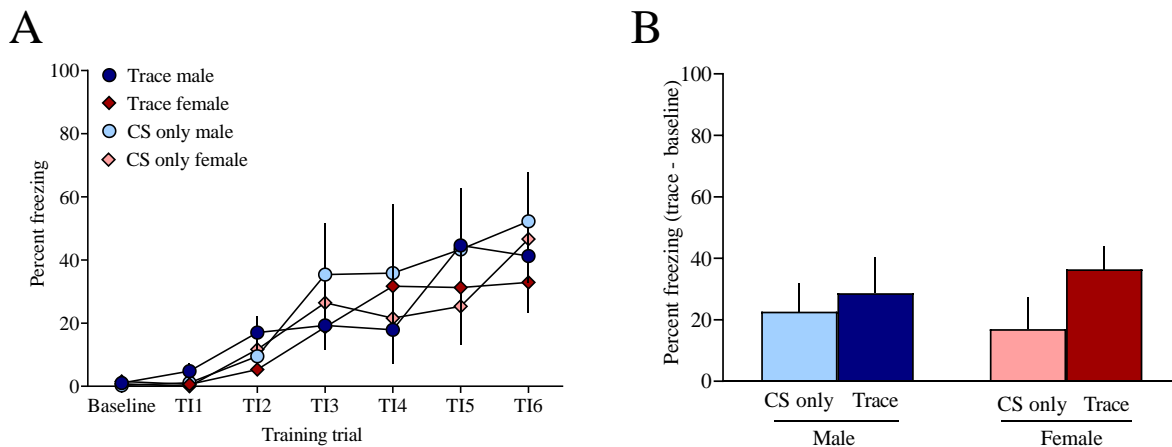 A
Percent freezing
100
80
60
40
20
0
Trace male
Trace female
CS only male
CS only female
Baseline TI1 TI2 TI3 TI4 TI5 TI6
Training trial
B
Percent freezing (trace - baseline)
100
80
60
40
20
0
CS only Trace CS only Trace
Male Female